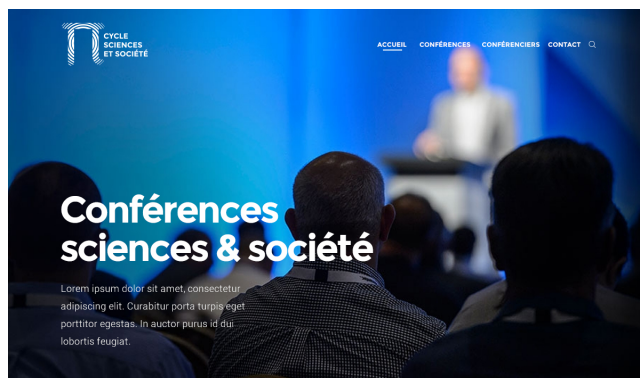 CYCLE
SCIENCES
ET SOCIÉTÉ
ACCUEIL CONFÉRENCES CONFÉRENCIERS CONTACT
Conférences
sciences & société
Lorem ipsum dolor sit amet, consectetur
adipiscing elit. Curabitur porta turpis eget
porttitor egestas. In auctor purus id dui
lobortis feugiat.